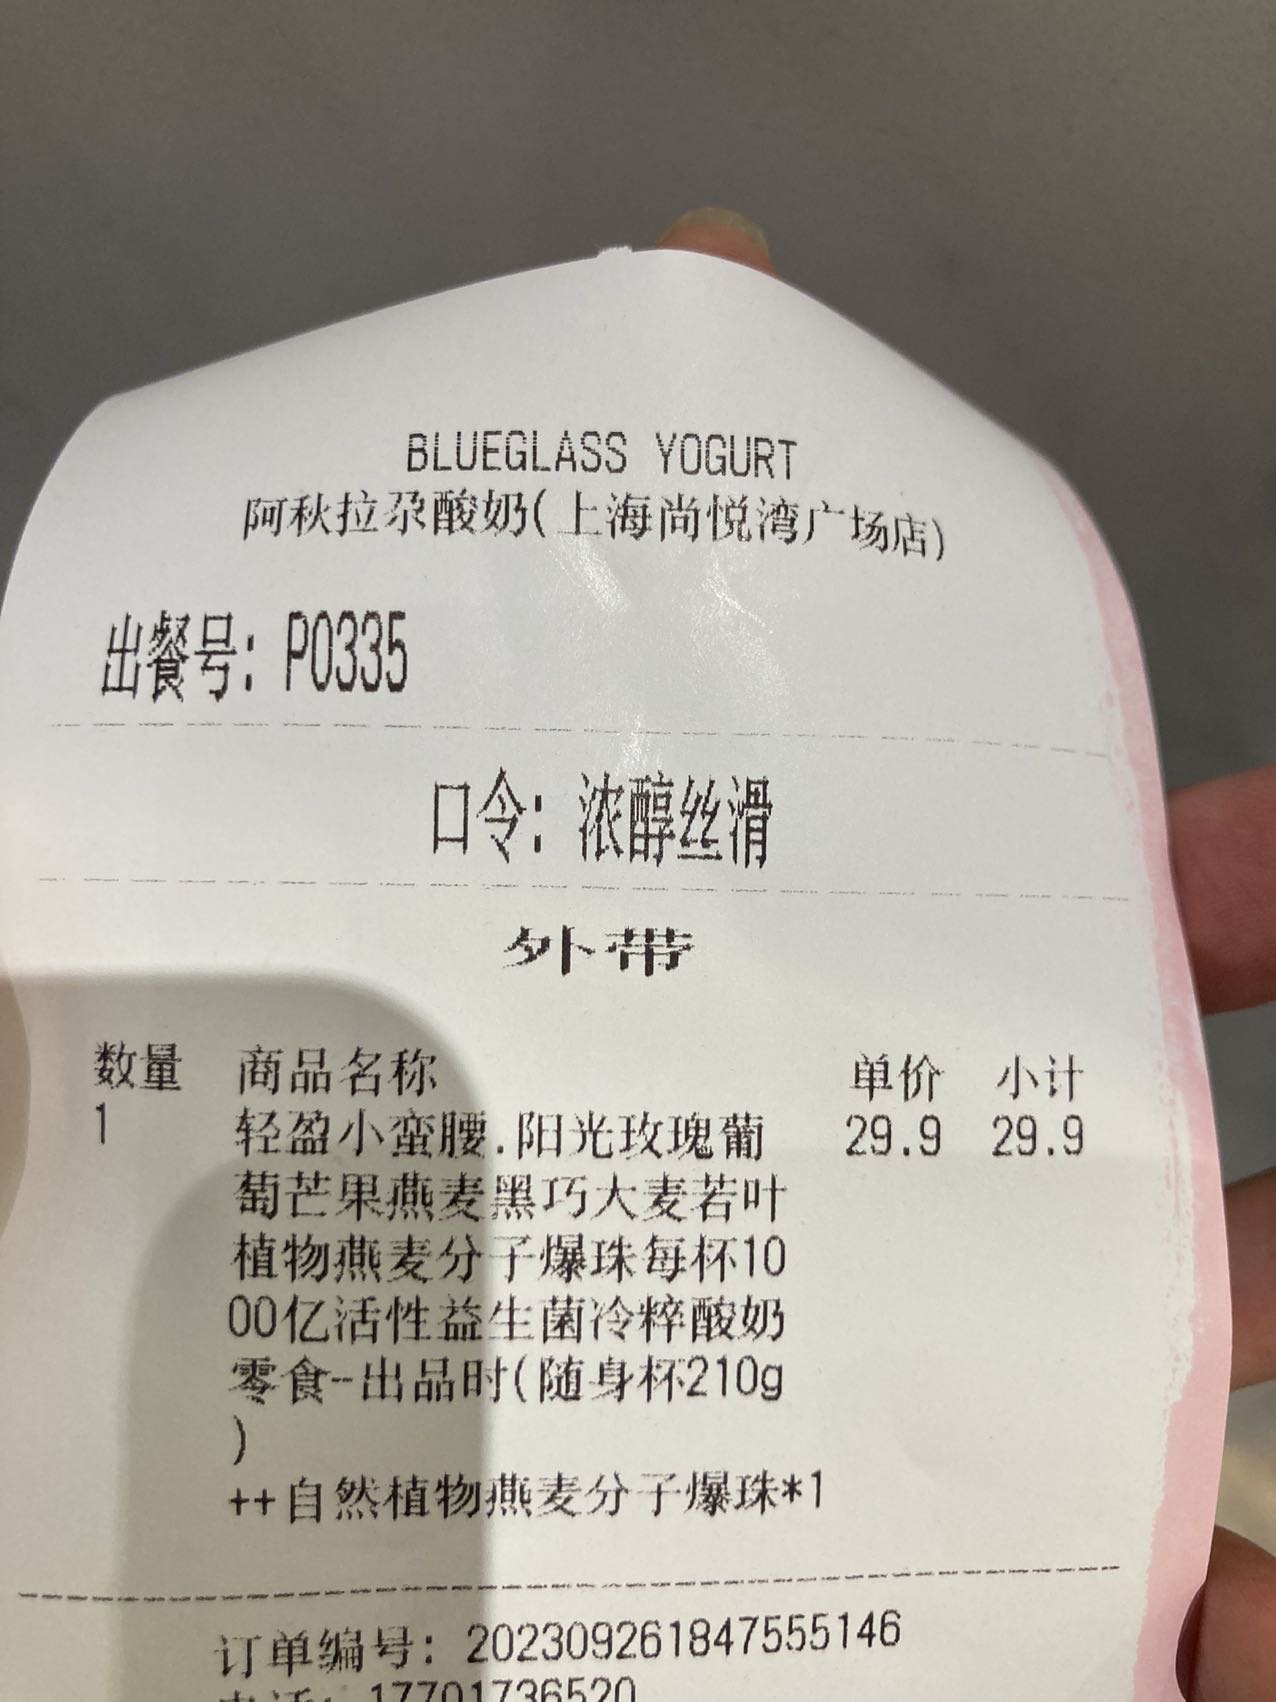 BLUEGLASS YOGURT
阿秋拉尕酸奶(上海尚悦湾广场店)
出餐号: P0335
口令: 浓醇丝滑
外带
数量 商品名称 单价 小计
1 轻盈小蛮腰.阳光玫瑰葡 29.9 29.9
萄芒果燕麦黑巧大麦若叶
植物燕麦分子爆珠每杯10
00亿活性益生菌冷粹酸奶
零食-出品时(随身杯210g
)
++自然植物燕麦分子爆珠*1
订单编号: 202309261847555146
电话: 17701736520